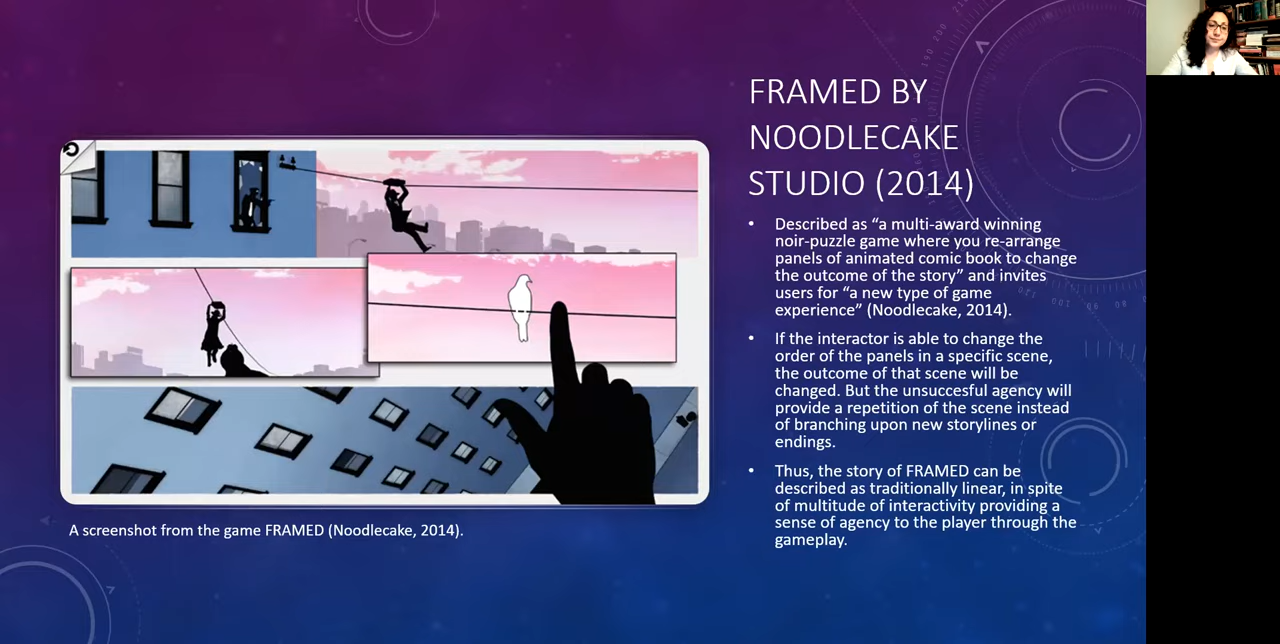 FRAMED BY
NOODLECAKE
STUDIO (2014)
• Described as “a multi-award winning
noir-puzzle game where you re-arrange
panels of animated comic book to change
the outcome of the story” and invites
users for “a new type of game
experience” (Noodlecake, 2014).
• If the interactor is able to change the
order of the panels in a specific scene,
the outcome of that scene will be
changed. But the unsuccesful agency will
provide a repetition of the scene instead
of branching upon new storylines or
endings.
• Thus, the story of FRAMED can be
described as traditionally linear, in spite
of multitude of interactivity providing a
sense of agency to the player through the
gameplay.
A screenshot from the game FRAMED (Noodlecake, 2014).